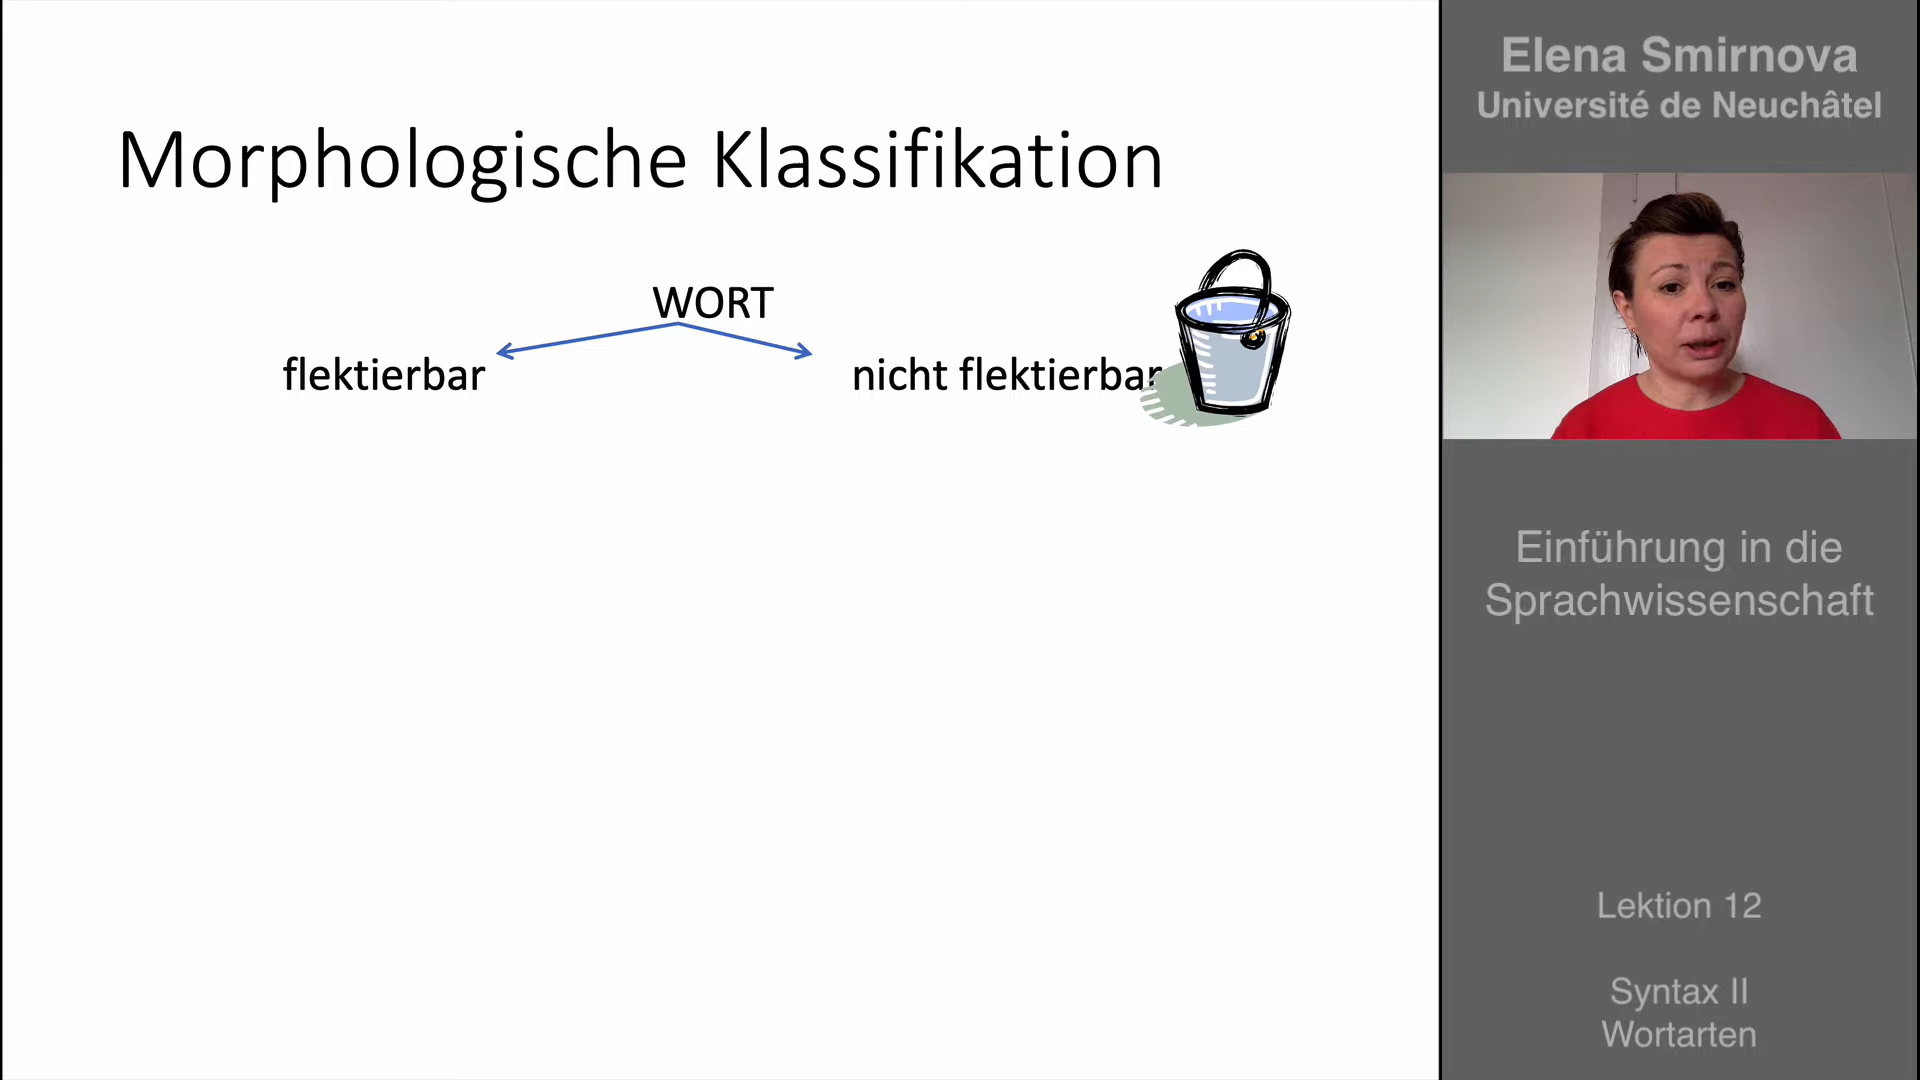 Morphologische Klassifikation
WORT
flektierbar
nicht flektierbar
Elena Smirnova
Université de Neuchâtel
Einführung in die
Sprachwissenschaft
Lektion 12
Syntax II
Wortarten